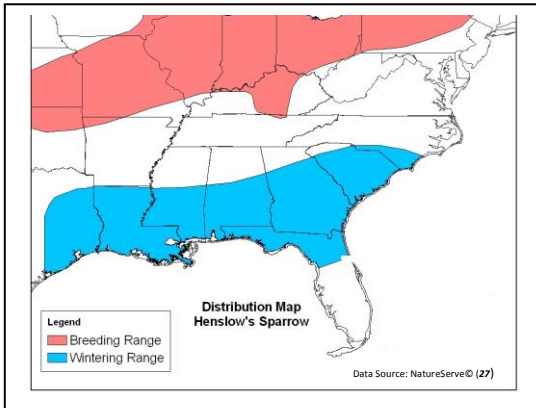 Distribution Map
Henslow's Sparrow
Legend
Breeding Range
Wintering Range
Data Source: NatureServe© (27)